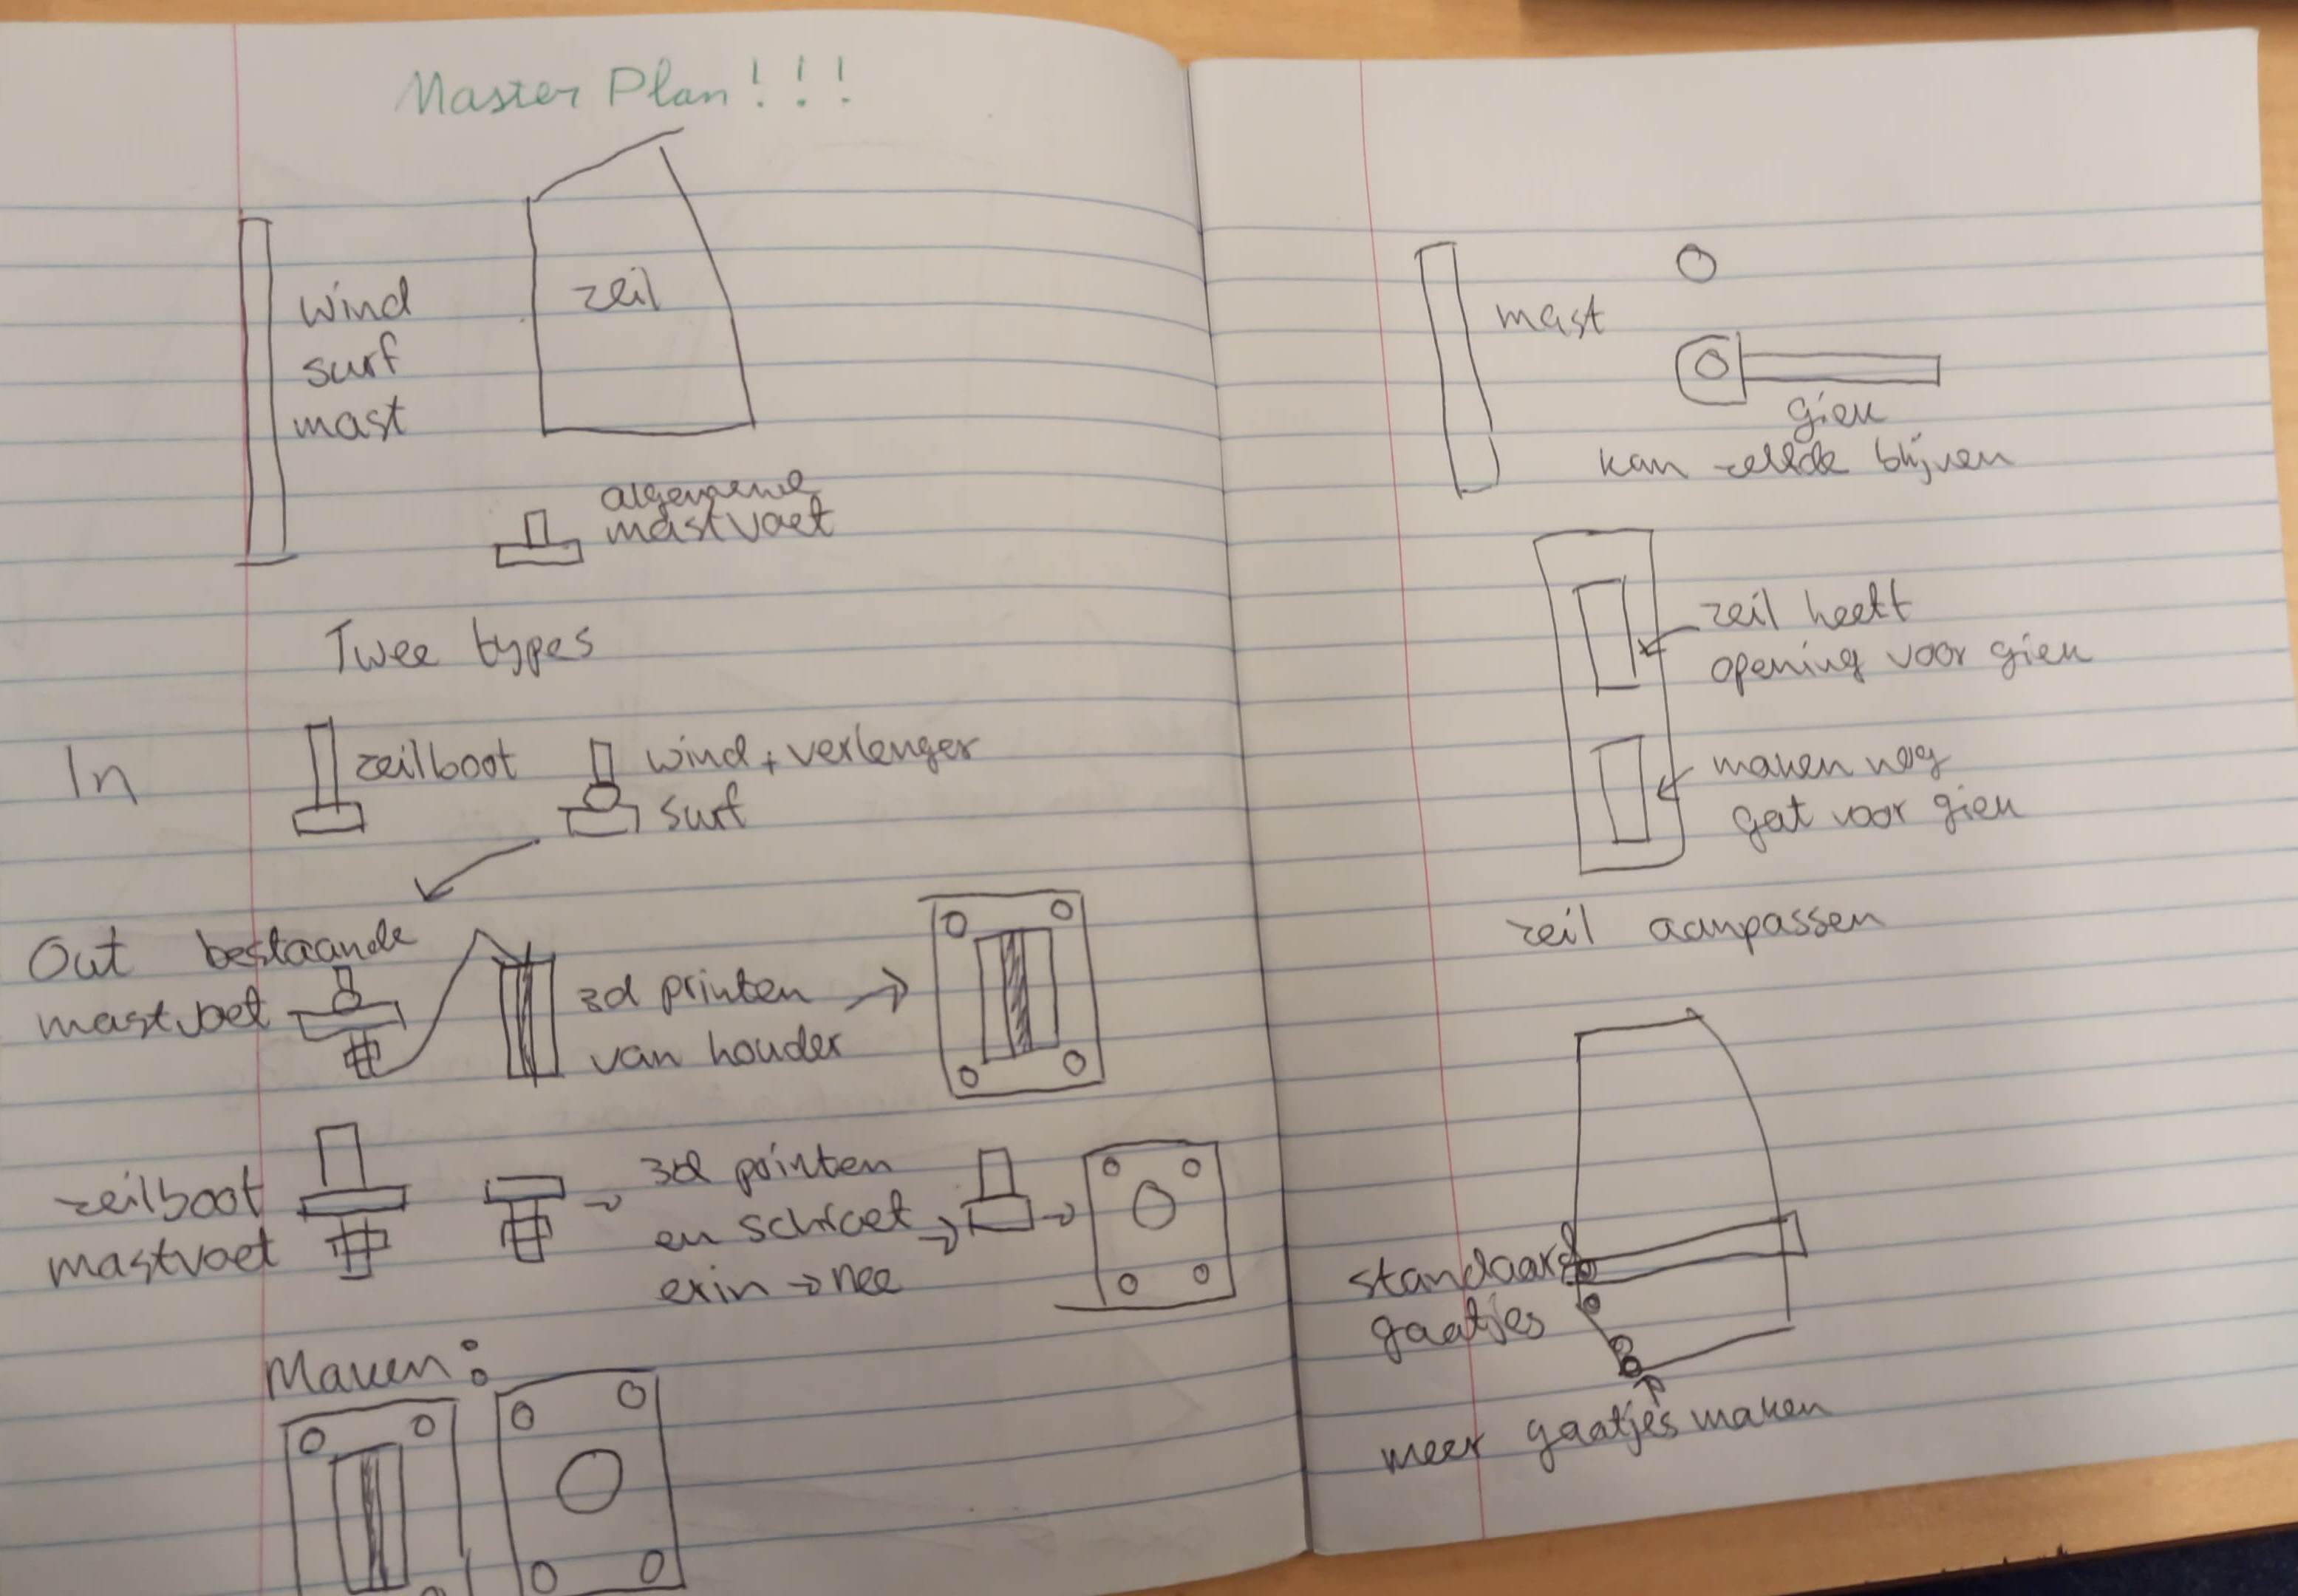 Master Plan!!!
wind
surf
mast
zeil
algemene
mastvoet
Twee types
In
zeilboot
wind + verlenger
surf
Out bestaande
mastvoet
3d printen
van houder
zeilboot
mastvoet
3d printen
en schroet
erin → nee
Maken:
mast
giek
kan zelfde blijven
zeil heeft
opening voor giek
maken nog
gat voor giek
zeil aanpassen
standaard
gaatjes
meer gaatjes maken